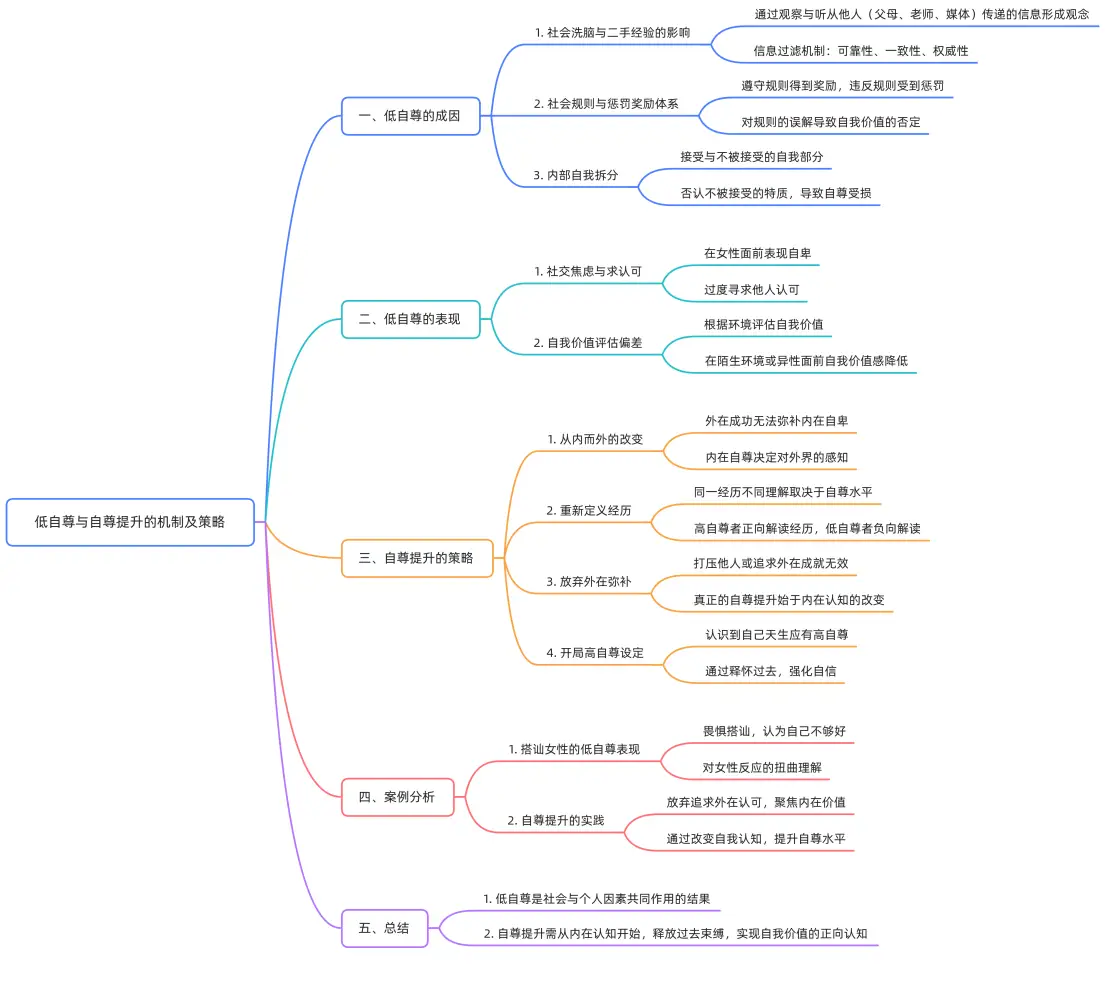 低自尊与自尊提升的机制及策略
一、低自尊的成因
1. 社会洗脑与二手经验的影响
通过观察与听从他人（父母、老师、媒体）传递的信息形成观念
信息过滤机制：可靠性、一致性、权威性
2. 社会规则与惩罚奖励体系
遵守规则得到奖励，违反规则受到惩罚
对规则的误解导致自我价值的否定
3. 内部自我拆分
接受与不被接受的自我部分
否认不被接受的特质，导致自尊受损
二、低自尊的表现
1. 社交焦虑与求认可
在女性面前表现自卑
过度寻求他人认可
2. 自我价值评估偏差
根据环境评估自我价值
在陌生环境或异性面前自我价值感降低
三、自尊提升的策略
1. 从内而外的改变
外在成功无法弥补内在自卑
内在自尊决定对外界的感知
2. 重新定义经历
同一经历不同理解取决于自尊水平
高自尊者正向解读经历，低自尊者负向解读
3. 放弃外在弥补
打压他人或追求外在成就无效
真正的自尊提升始于内在认知的改变
4. 开局高自尊设定
认识到自己天生应有高自尊
通过释怀过去，强化自信
四、案例分析
1. 搭讪女性的低自尊表现
畏惧搭讪，认为自己不够好
对女性反应的扭曲理解
2. 自尊提升的实践
放弃追求外在认可，聚焦内在价值
通过改变自我认知，提升自尊水平
五、总结
1. 低自尊是社会与个人因素共同作用的结果
2. 自尊提升需从内在认知开始，释放过去束缚，实现自我价值的正向认知